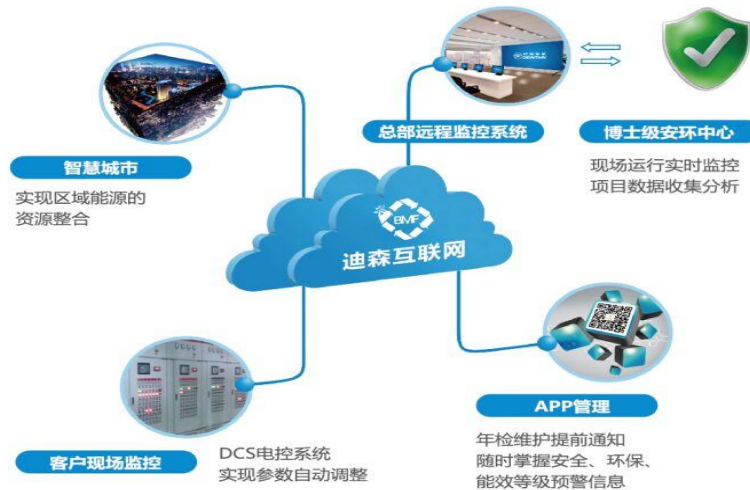 总部远程监控系统
博士级安环中心
现场运行实时监控
项目数据收集分析
智慧城市
实现区域能源的
资源整合
BMF
迪森互联网
APP管理
年检维护提前通知
随时掌握安全、环保、
能效等级预警信息
客户现场监控
DCS电控系统
实现参数自动调整